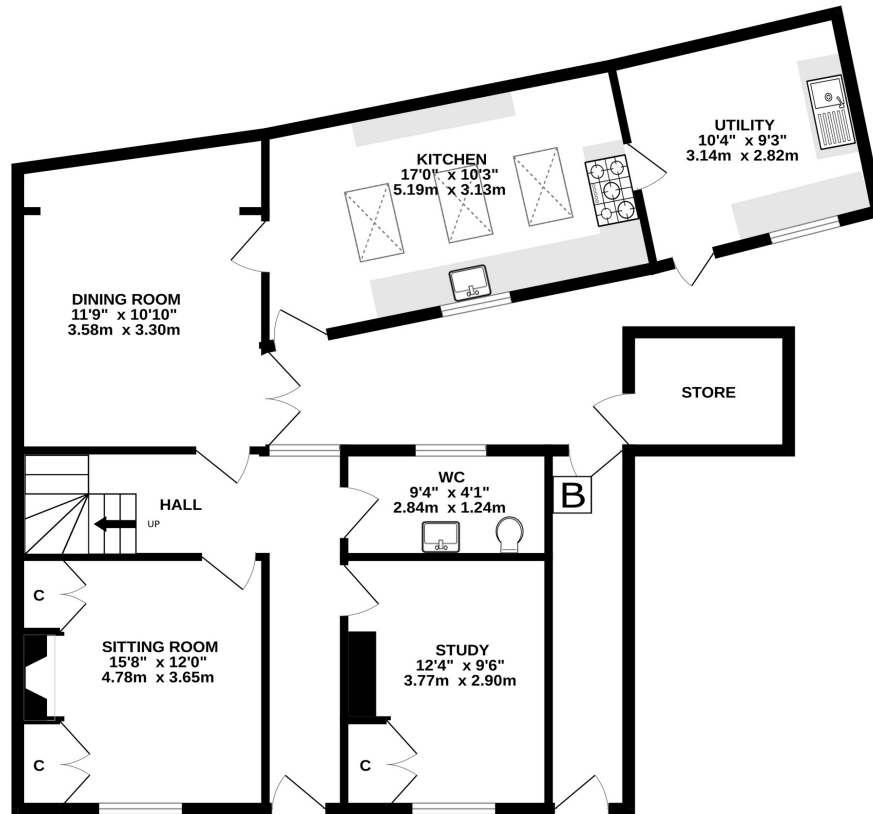 UTILITY
10'4" x 9'3"
3.14m x 2.82m
KITCHEN
17'0" x 10'3"
5.19m x 3.13m
DINING ROOM
11'9" x 10'10"
3.58m x 3.30m
STORE
WC
9'4" x 4'1"
2.84m x 1.24m
B
HALL
UP
C
SITTING ROOM
15'8" x 12'0"
4.78m x 3.65m
STUDY
12'4" x 9'6"
3.77m x 2.90m
C
C